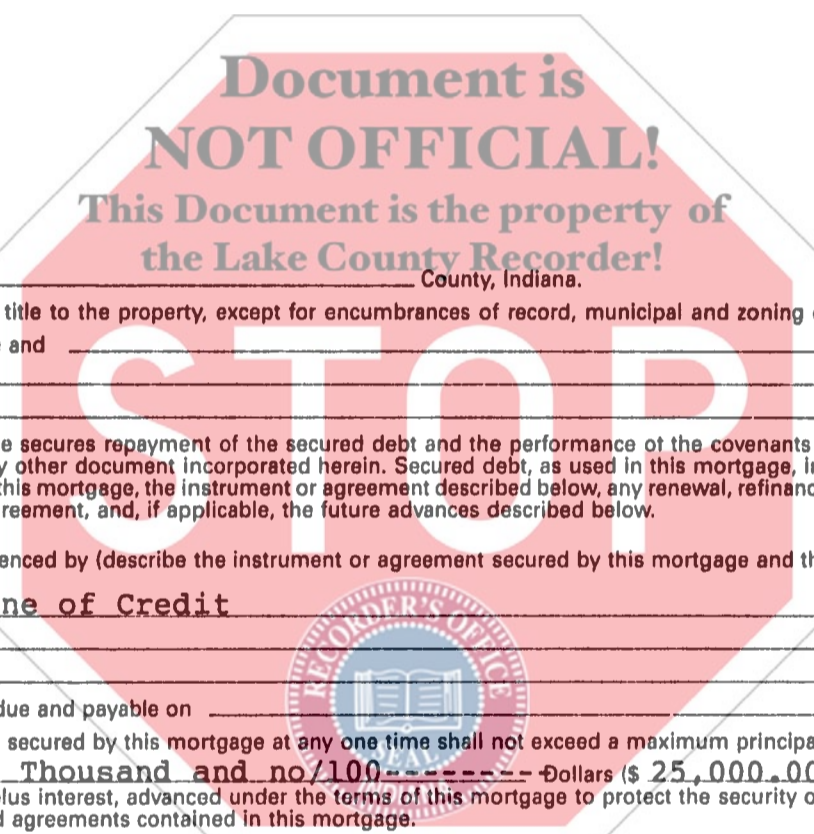 Document is
NOT OFFICIAL!
This Document is the property of
the Lake County Recorder!
County, Indiana.
title to the property, except for encumbrances of record, municipal and zoning
and
STOP
e secures repayment of the secured debt and the performance of the covenants
y other document incorporated herein. Secured debt, as used in this mortgage, i
this mortgage, the instrument or agreement described below, any renewal, refinanc
reement, and, if applicable, the future advances described below.
enced by (describe the instrument or agreement secured by this mortgage and th
ne of Credit
RECORDER'S OFFICE
SEAL
due and payable on
secured by this mortgage at any one time shall not exceed a maximum principa
Thousand and no/100--------- Dollars ($ 25,000.00
lus interest, advanced under the terms of this mortgage to protect the security o
d agreements contained in this mortgage.